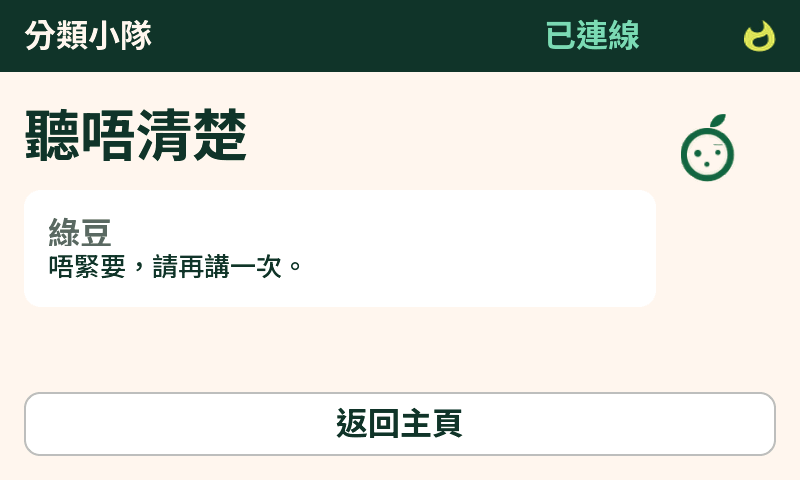 分類小隊
已連線
聽唔清楚
綠豆
唔緊要，請再講一次。
返回主頁